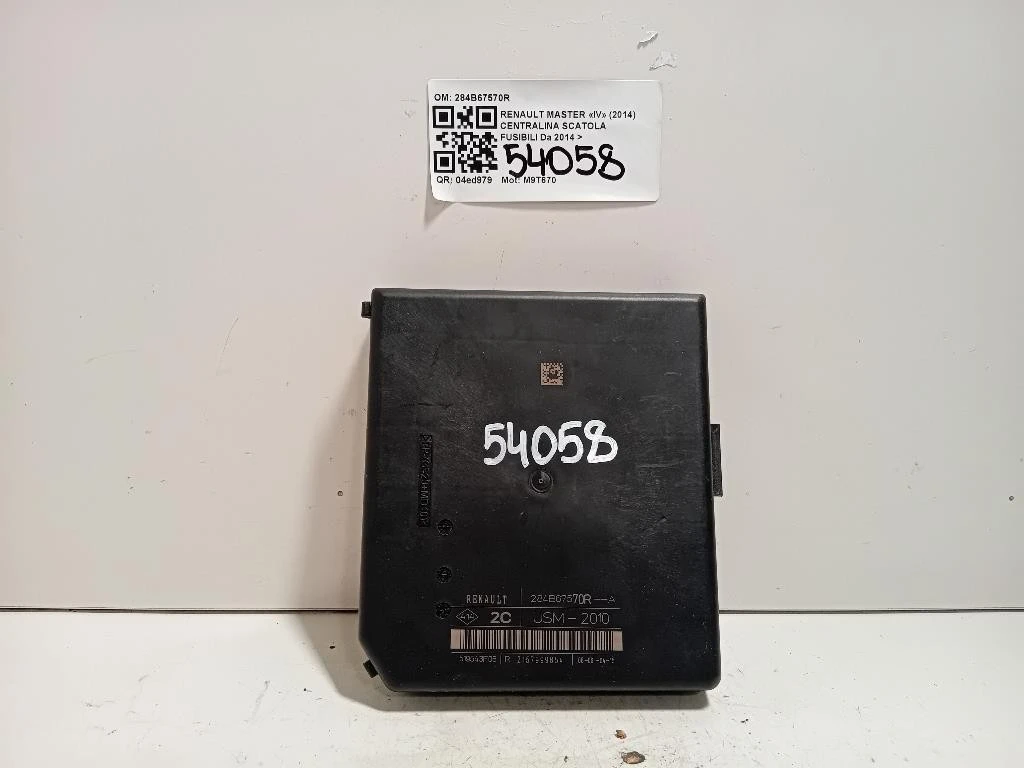 OM: 284B67570R
RENAULT MASTER «IV» (2014)
CENTRALINA SCATOLA
FUSIBILI Da 2014 >
54058
QR: 04ed979 Mot: M9T670
54058
RENAULT 284B67570R--A
2C USM-2010
R